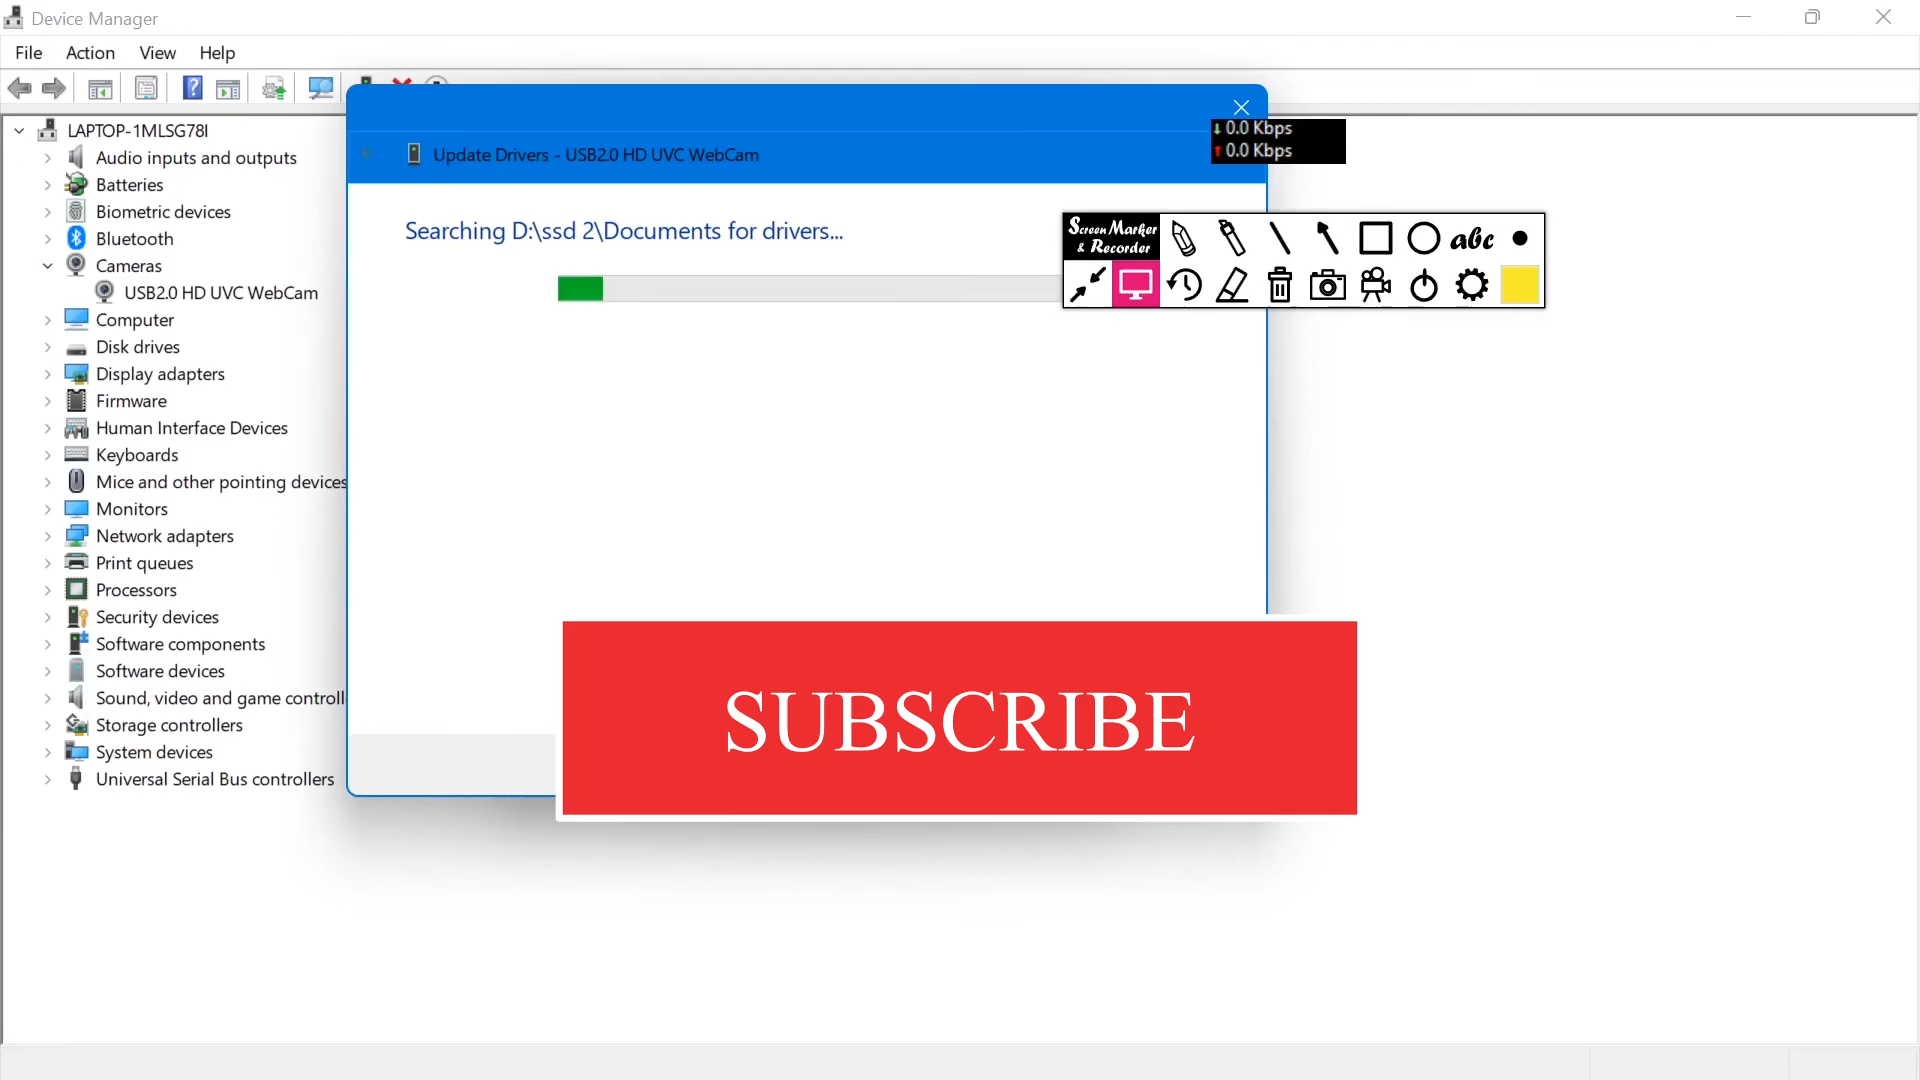 Device Manager
File Action View Help
Update Drivers - USB2.0 HD UVC WebCam
Searching D:\ssd 2\Documents for drivers...
0.0 Kbps
0.0 Kbps
Screen Marker
& Recorder
abc
LAPTOP-1MLSG78I
Audio inputs and outputs
Batteries
Biometric devices
Bluetooth
Cameras
USB2.0 HD UVC WebCam
Computer
Disk drives
Display adapters
Firmware
Human Interface Devices
Keyboards
Mice and other pointing devices
Monitors
Network adapters
Print queues
Processors
Security devices
Software components
Software devices
Sound, video and game controll
Storage controllers
System devices
Universal Serial Bus controllers
SUBSCRIBE